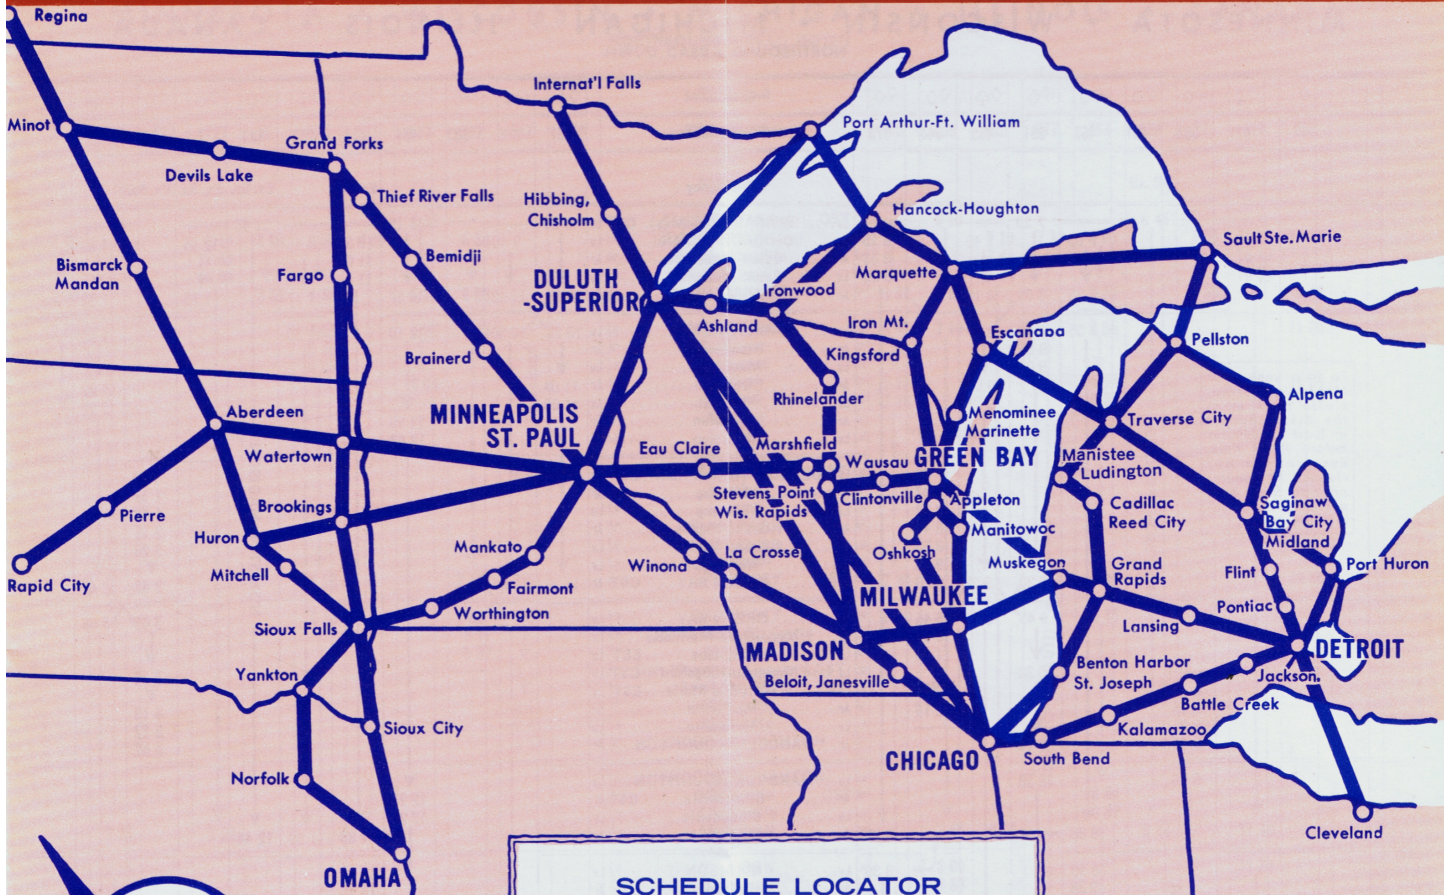 Regina
Internat'l Falls
Minot
Port Arthur-Ft. William
Grand Forks
Devils Lake
Thief River Falls
Hibbing,
Chisholm
Hancock-Houghton
Sault Ste. Marie
Bismarck
Mandan
Fargo
Bemidji
DULUTH
-SUPERIOR
Marquette
Ironwood
Ashland
Iron Mt.
Kingsford
Escanaba
Pellston
Brainerd
Rhinelander
Alpena
Aberdeen
MINNEAPOLIS
ST. PAUL
Menominee
Marinette
Traverse City
Watertown
Eau Claire
Marshfield
Wausau
GREEN BAY
Manistee
Ludington
Pierre
Brookings
Stevens Point
Wis. Rapids
Clintonville
Appleton
Cadillac
Reed City
Saginaw
Bay City
Midland
Huron
Manitowoc
Mankato
La Crosse
Oshkosh
Rapid City
Mitchell
Winona
Muskegon
Grand
Rapids
Flint
Port Huron
Fairmont
MILWAUKEE
Worthington
Pontiac
Sioux Falls
Lansing
MADISON
DETROIT
Yankton
Beloit, Janesville
Benton Harbor
St. Joseph
Jackson
Battle Creek
Sioux City
Kalamazoo
CHICAGO
South Bend
Norfolk
Cleveland
OMAHA
SCHEDULE LOCATOR